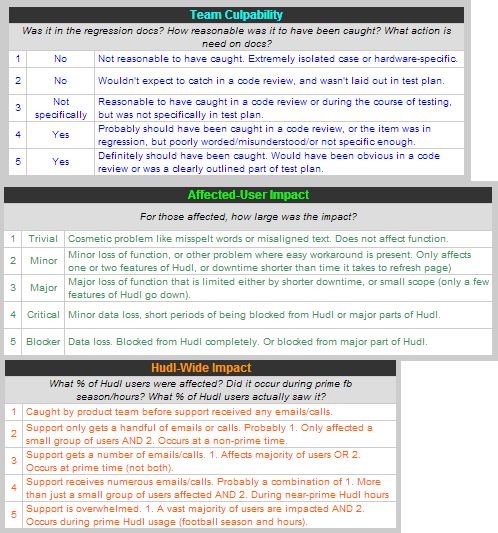 Team Culpability
Was it in the regression docs? How reasonable was it to have been caught? What action is
need on docs?
1 No Not reasonable to have caught. Extremely isolated case or hardware-specific.
2 No Wouldn't expect to catch in a code review, and wasn't laid out in test plan.
3 Not specifically Reasonable to have caught in a code review or during the course of testing,
but was not specifically in test plan.
4 Yes Probably should have been caught in a code review, or the item was in
regression, but poorly worded/misunderstood/or not specific enough.
5 Yes Definitely should have been caught. Would have been obvious in a code
review or was a clearly outlined part of test plan.
Affected-User Impact
For those affected, how large was the impact?
1 Trivial Cosmetic problem like misspelt words or misaligned text. Does not affect function.
2 Minor Minor loss of function, or other problem where easy workaround is present. Only affects
one or two features of Hudl, or downtime shorter than time it takes to refresh page)
3 Major Major loss of function that is limited either by shorter downtime, or small scope (only a few
features of Hudl go down).
4 Critical Minor data loss, short periods of being blocked from Hudl or major parts of Hudl.
5 Blocker Data loss. Blocked from Hudl completely. Or blocked from major part of Hudl.
Hudl-Wide Impact
What % of Hudl users were affected? Did it occur during prime fb
season/hours? What % of Hudl users actually saw it?
1 Caught by product team before support received any emails/calls.
2 Support only gets a handful of emails or calls. Probably 1. Only affected a
small group of users AND 2. Occurs at a non-prime time.
3 Support gets a number of emails/calls. 1. Affects majority of users OR 2.
Occurs at prime time (not both).
4 Support receives numerous emails/calls. Probably a combination of 1. More
than just a small group of users affected AND 2. During near-prime Hudl hours
5 Support is overwhelmed. 1. A vast majority of users are impacted AND 2.
Occurs during prime Hudl usage (football season and hours).